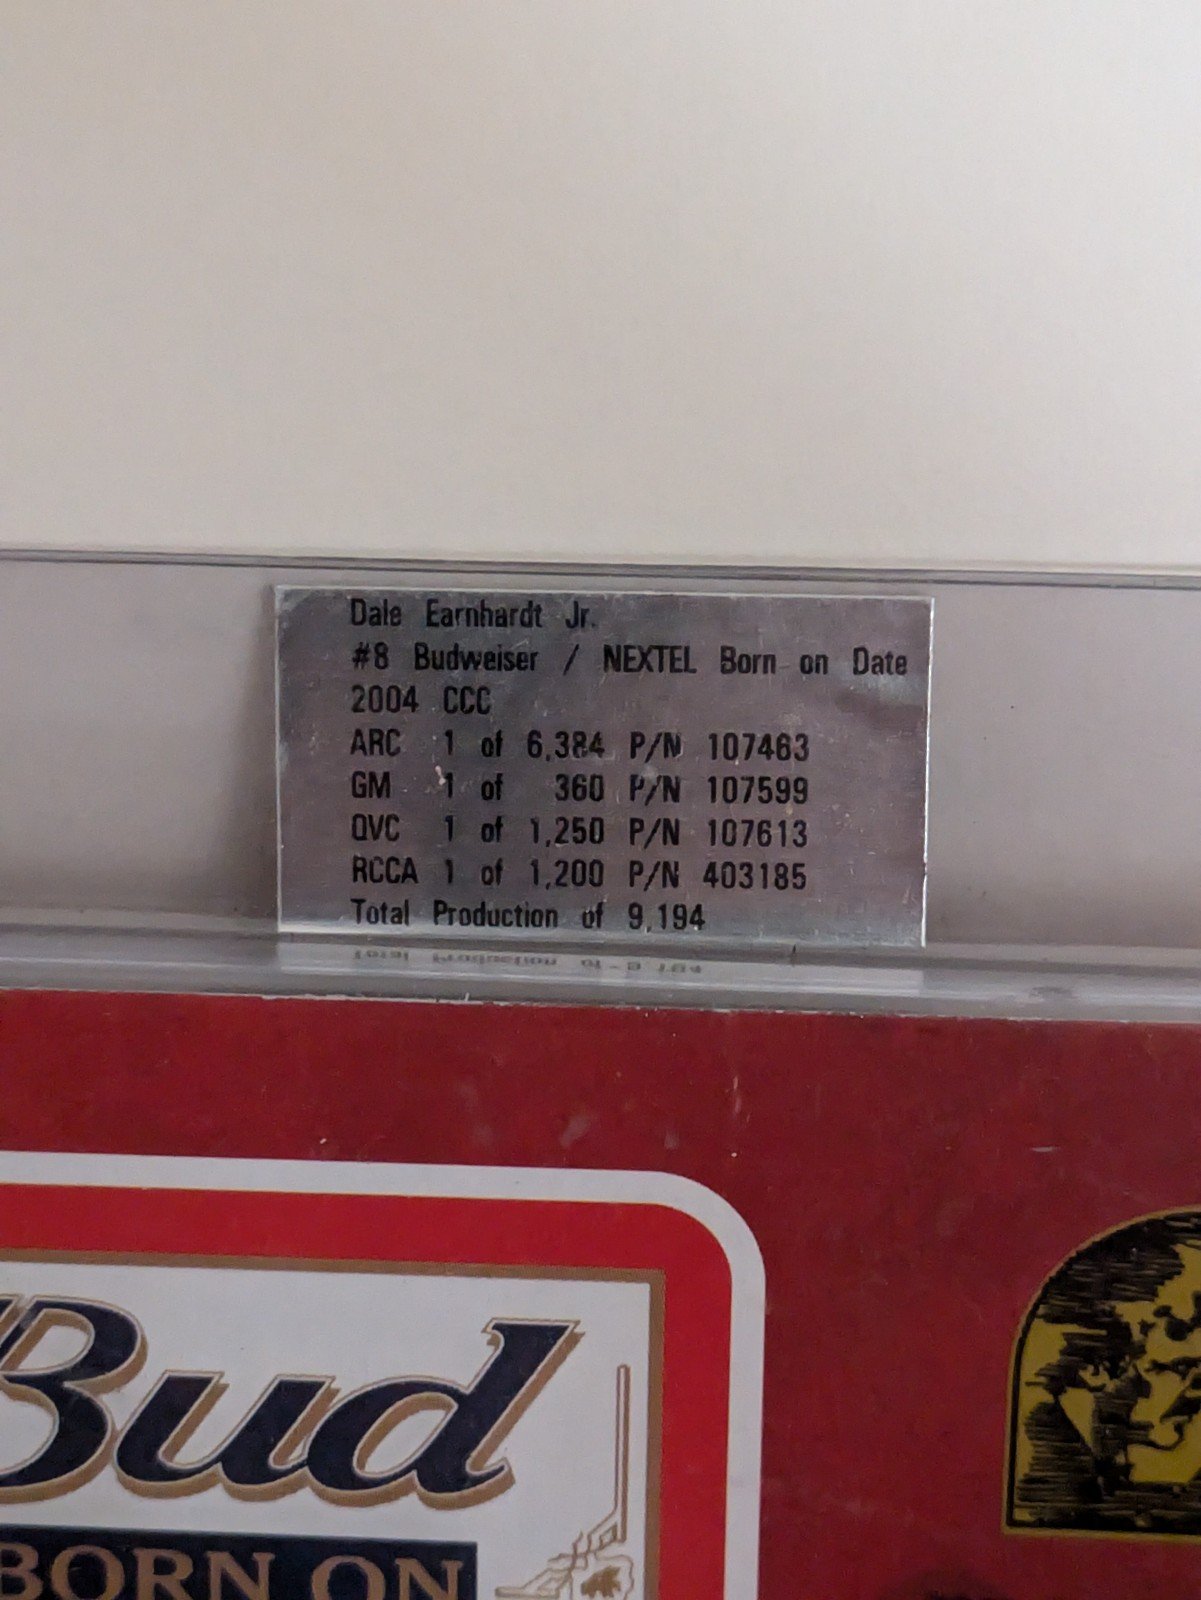 Dale Earnhardt Jr.
#8 Budweiser / NEXTEL Born on Date
2004 CCC
ARC 1 of 6,384 P/N 107463
GM 1 of 360 P/N 107599
QVC 1 of 1,250 P/N 107613
RCCA 1 of 1,200 P/N 403185
Total Production of 9,194
Bud
BORN ON